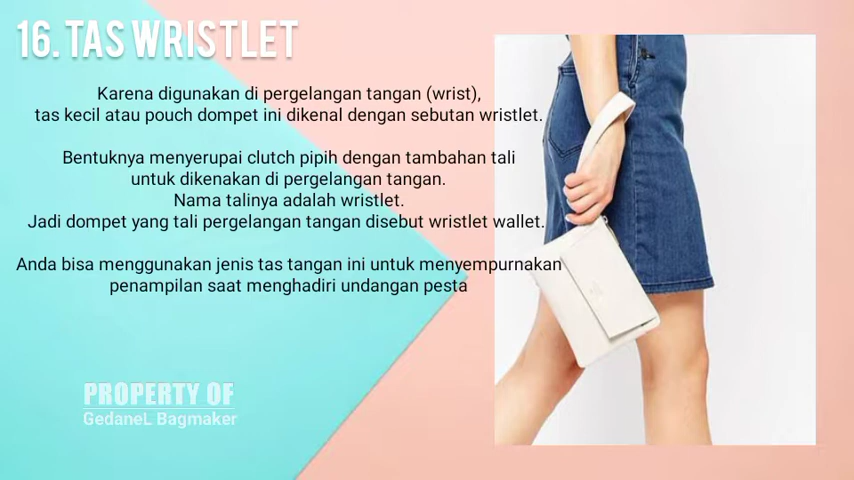 16. TAS WRISTLET
Karena digunakan di pergelangan tangan (wrist),
tas kecil atau pouch dompet ini dikenal dengan sebutan wristlet.
Bentuknya menyerupai clutch pipih dengan tambahan tali
untuk dikenakan di pergelangan tangan.
Nama talinya adalah wristlet.
Jadi dompet yang tali pergelangan tangan disebut wristlet wallet.
Anda bisa menggunakan jenis tas tangan ini untuk menyempurnakan
penampilan saat menghadiri undangan pesta
PROPERTY OF
GedaneL Bagmaker